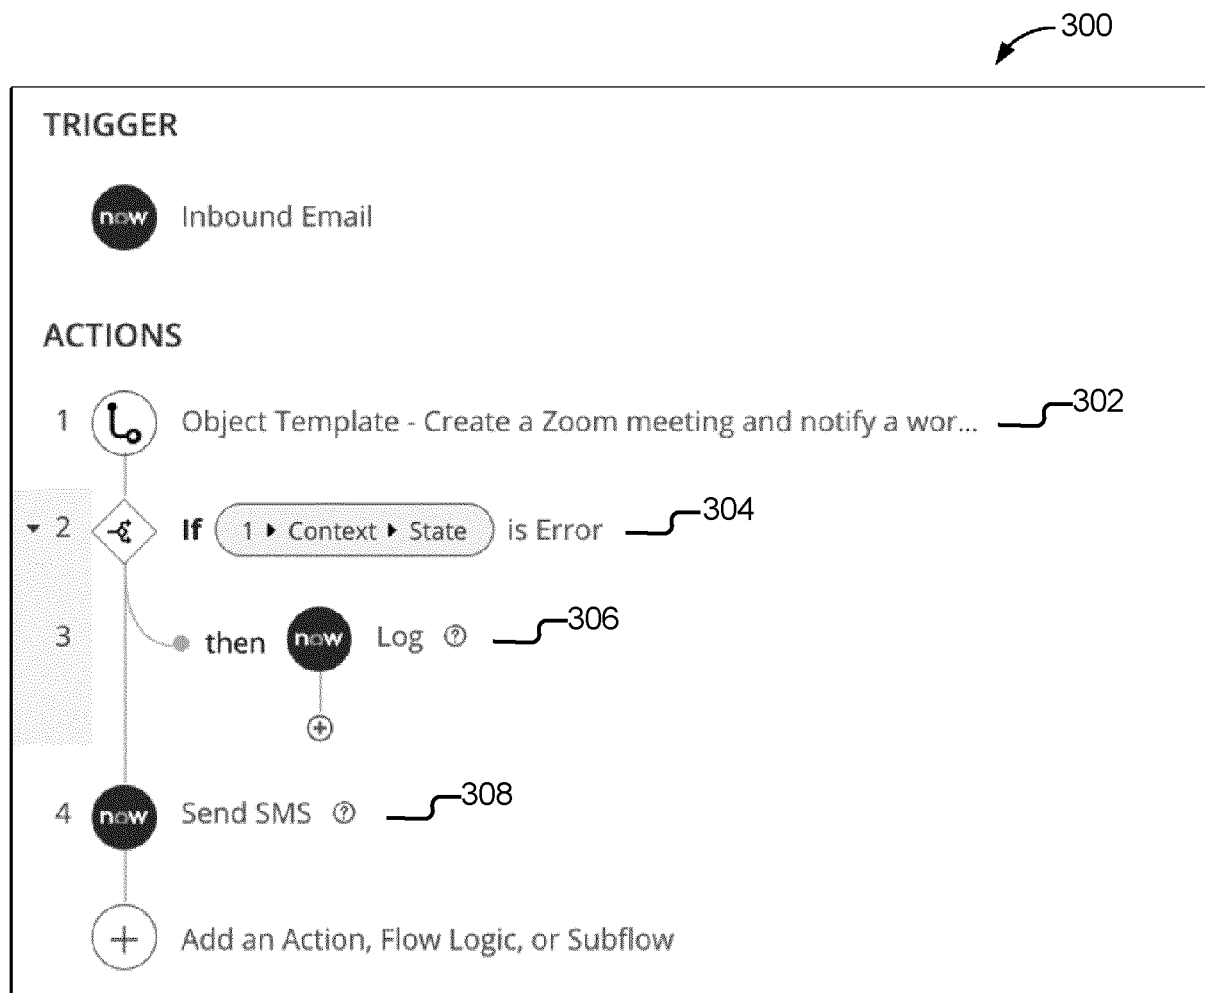 300
TRIGGER
now Inbound Email
ACTIONS
1 Object Template - Create a Zoom meeting and notify a wor... 302
2 If 1 Context State is Error 304
3 then now Log ? 306
4 now Send SMS ? 308
+ Add an Action, Flow Logic, or Subflow